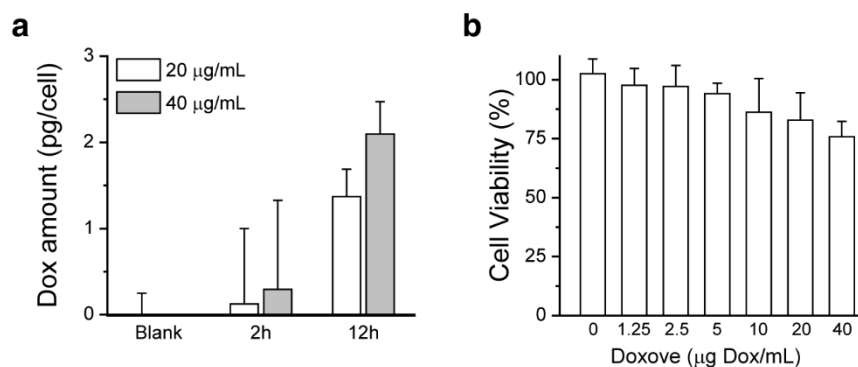 a
3
2
1
0
Dox amount (pg/cell)
20 μg/mL
40 μg/mL
Blank 2h 12h
b
100
75
50
25
0
Cell Viability (%)
0 1.25 2.5 5 10 20 40
Doxove (μg Dox/mL)